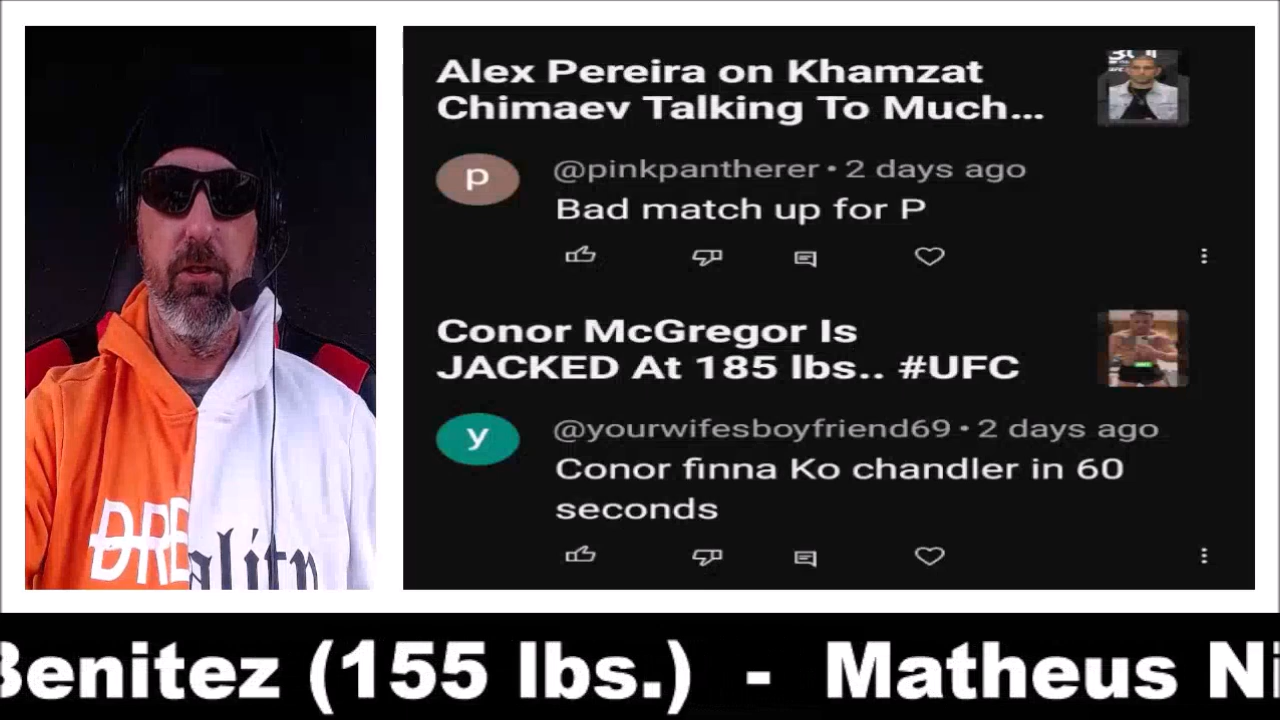 Alex Pereira on Khamzat
Chimaev Talking To Much...
p
@pinkpantherer • 2 days ago
Bad match up for P
Conor McGregor Is
JACKED At 185 lbs.. #UFC
y
@yourwifesboyfriend69 • 2 days ago
Conor finna Ko chandler in 60
seconds
DRE
ality
Benitez (155 lbs.) - Matheus Ni